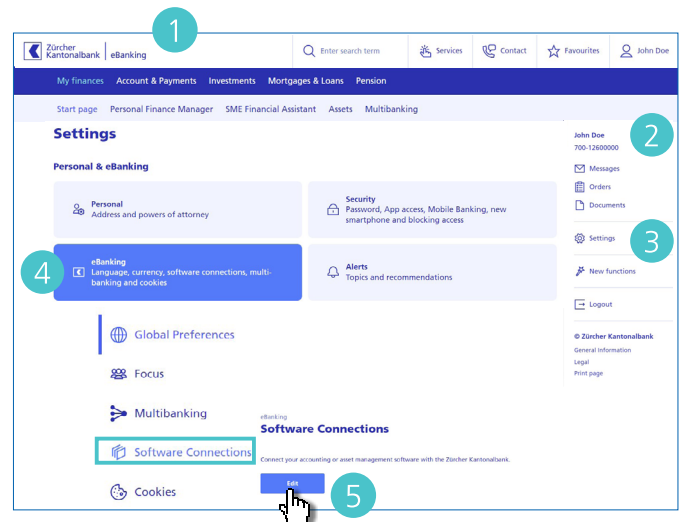 1
Zürcher
Kantonalbank
eBanking
Enter search term
Services
Contact
Favourites
John Doe
My finances Account & Payments Investments Mortgages & Loans Pension
Start page Personal Finance Manager SME Financial Assistant Assets Multibanking
Settings
Personal & eBanking
Personal
Address and powers of attorney
Security
Password, App access, Mobile Banking, new
smartphone and blocking access
4
eBanking
Language, currency, software connections, multi-
banking and cookies
Alerts
Topics and recommendations
John Doe
700-12600000
2
Messages
Orders
Documents
Settings
3
New functions
Logout
© Zürcher Kantonalbank
General Information
Legal
Print page
Global Preferences
Focus
Multibanking
Software Connections
Cookies
eBanking
Software Connections
Connect your accounting or asset management software with the Zürcher Kantonalbank.
Edit
5